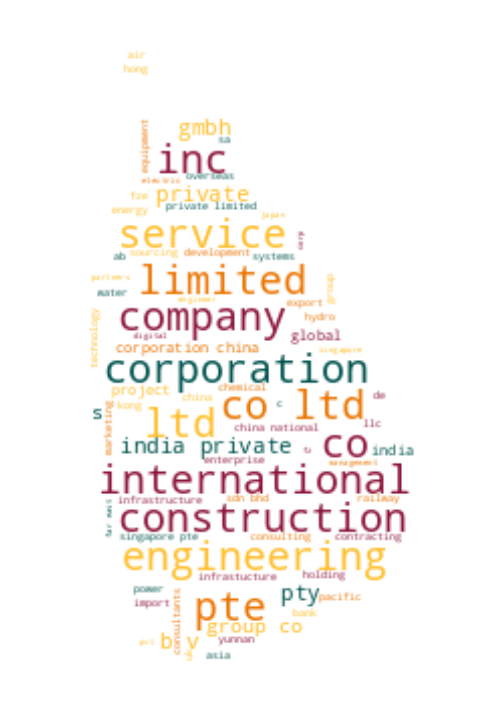 air
hong
equipment
gmbh
sa
inc
overseas
electric
fze
private
energy
private limited
japan
service
corp
ab
sourcing
development
systems
partners
limited
group
water
engineer
export
company
hydro
technology
digital
global
corporation china
singapore
corporation
project
chemical
de
china
s
kong
ltd
co ltd
c
marketing
china national
llc
india private
co
india
enterprise
management
international
infrastructure
sdn bhd
railway
construction
far east
singapore pte
consulting
contracting
engineering
infrastucture
holding
power
import
consultants
pte
pty
pacific
bank
group co
b v
yunnan
uk
asia